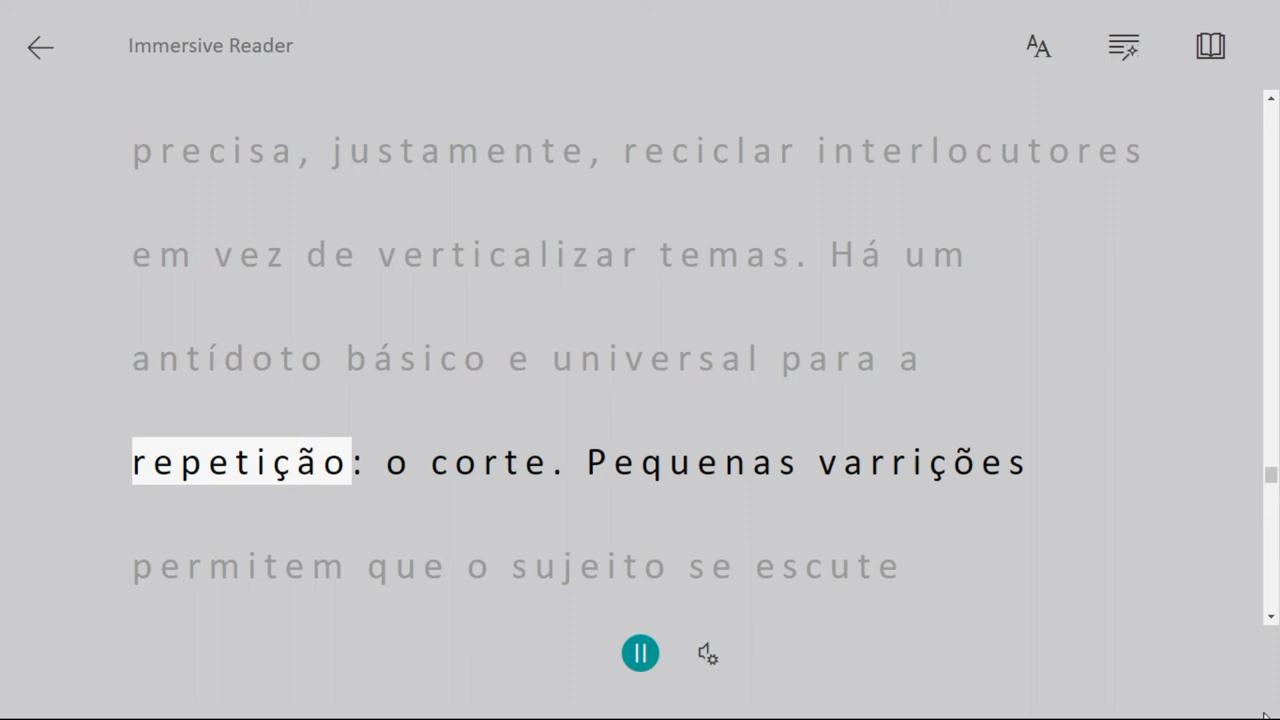 Immersive Reader
precisa, justamente, reciclar interlocutores
em vez de verticalizar temas. Há um
antídoto básico e universal para a
repetição: o corte. Pequenas varrições
permitem que o sujeito se escute